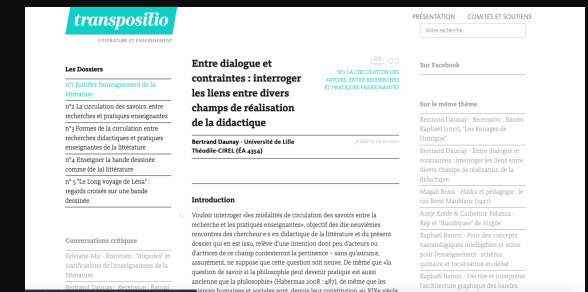 transpositio
LITTÉRATURE ET ENSEIGNEMENT
PRÉSENTATION COMITÉS ET SOUTIENS
Votre recherche
Les Dossiers
n°1 Justifier l'enseignement de la
littérature
n°2 La circulation des savoirs: entre
recherches et pratiques enseignantes
n°3 Formes de la circulation entre
recherches didactiques et pratiques
enseignantes de la littérature
n°4 Enseigner la bande dessinée
comme (de la) littérature
n° 5 "Le Long voyage de Léna" :
regards croisés sur une bande
dessinée
Conversations critiques
Sylviane Ahr - Entretien : "disputes" et
justifications de l'enseignement de la
littérature
Bertrand Daunay - Recension : Baroni
Entre dialogue et
contraintes : interroger
les liens entre divers
champs de réalisation
de la didactique
N°2 LA CIRCULATION DES
SAVOIRS: ENTRE RECHERCHES
ET PRATIQUES ENSEIGNANTES
Bertrand Daunay - Université de Lille
Théodile-CIREL (ÉA 4354)
publié le
Introduction
Vouloir interroger «les modalités de circulation des savoirs entre la
recherche et les pratiques enseignantes», objectif des dix-neuvièmes
rencontres des chercheur·e·s en didactique de la littérature et du présent
dossier qui en est issu, relève d'une intention dont peu d'acteurs ou
d'actrices de ce champ contesteront la pertinence – sans qu'aucun·e,
assurément, ne suppose que cette question soit neuve. De même que «la
question de savoir si la philosophie peut devenir pratique est aussi
ancienne que la philosophie» (Habermas 2008 : 487), de même que les
sciences humaines et sociales sont, depuis leur constitution au XIXe siècle
Sur Facebook
Sur le même thème
Bertrand Daunay - Recension : Baroni
Raphaël (2017), "Les Rouages de
l'intrigue"
Bertrand Daunay - Entre dialogue et
contraintes : interroger les liens entre
divers champs de réalisation de la
didactique
Magali Bossi - Haïku et pédagogie : le
cas René Maublanc (1927)
Antje Kolde & Catherine Fidanza -
Rap et "Bucoliques" de Virgile
Raphaël Baroni - Pour des concepts
narratologiques intelligibles et utiles
pour l'enseignement : schéma
quinaire et focalisation en débat
Raphaël Baroni - Décrire et interpréter
l'architecture graphique des bandes